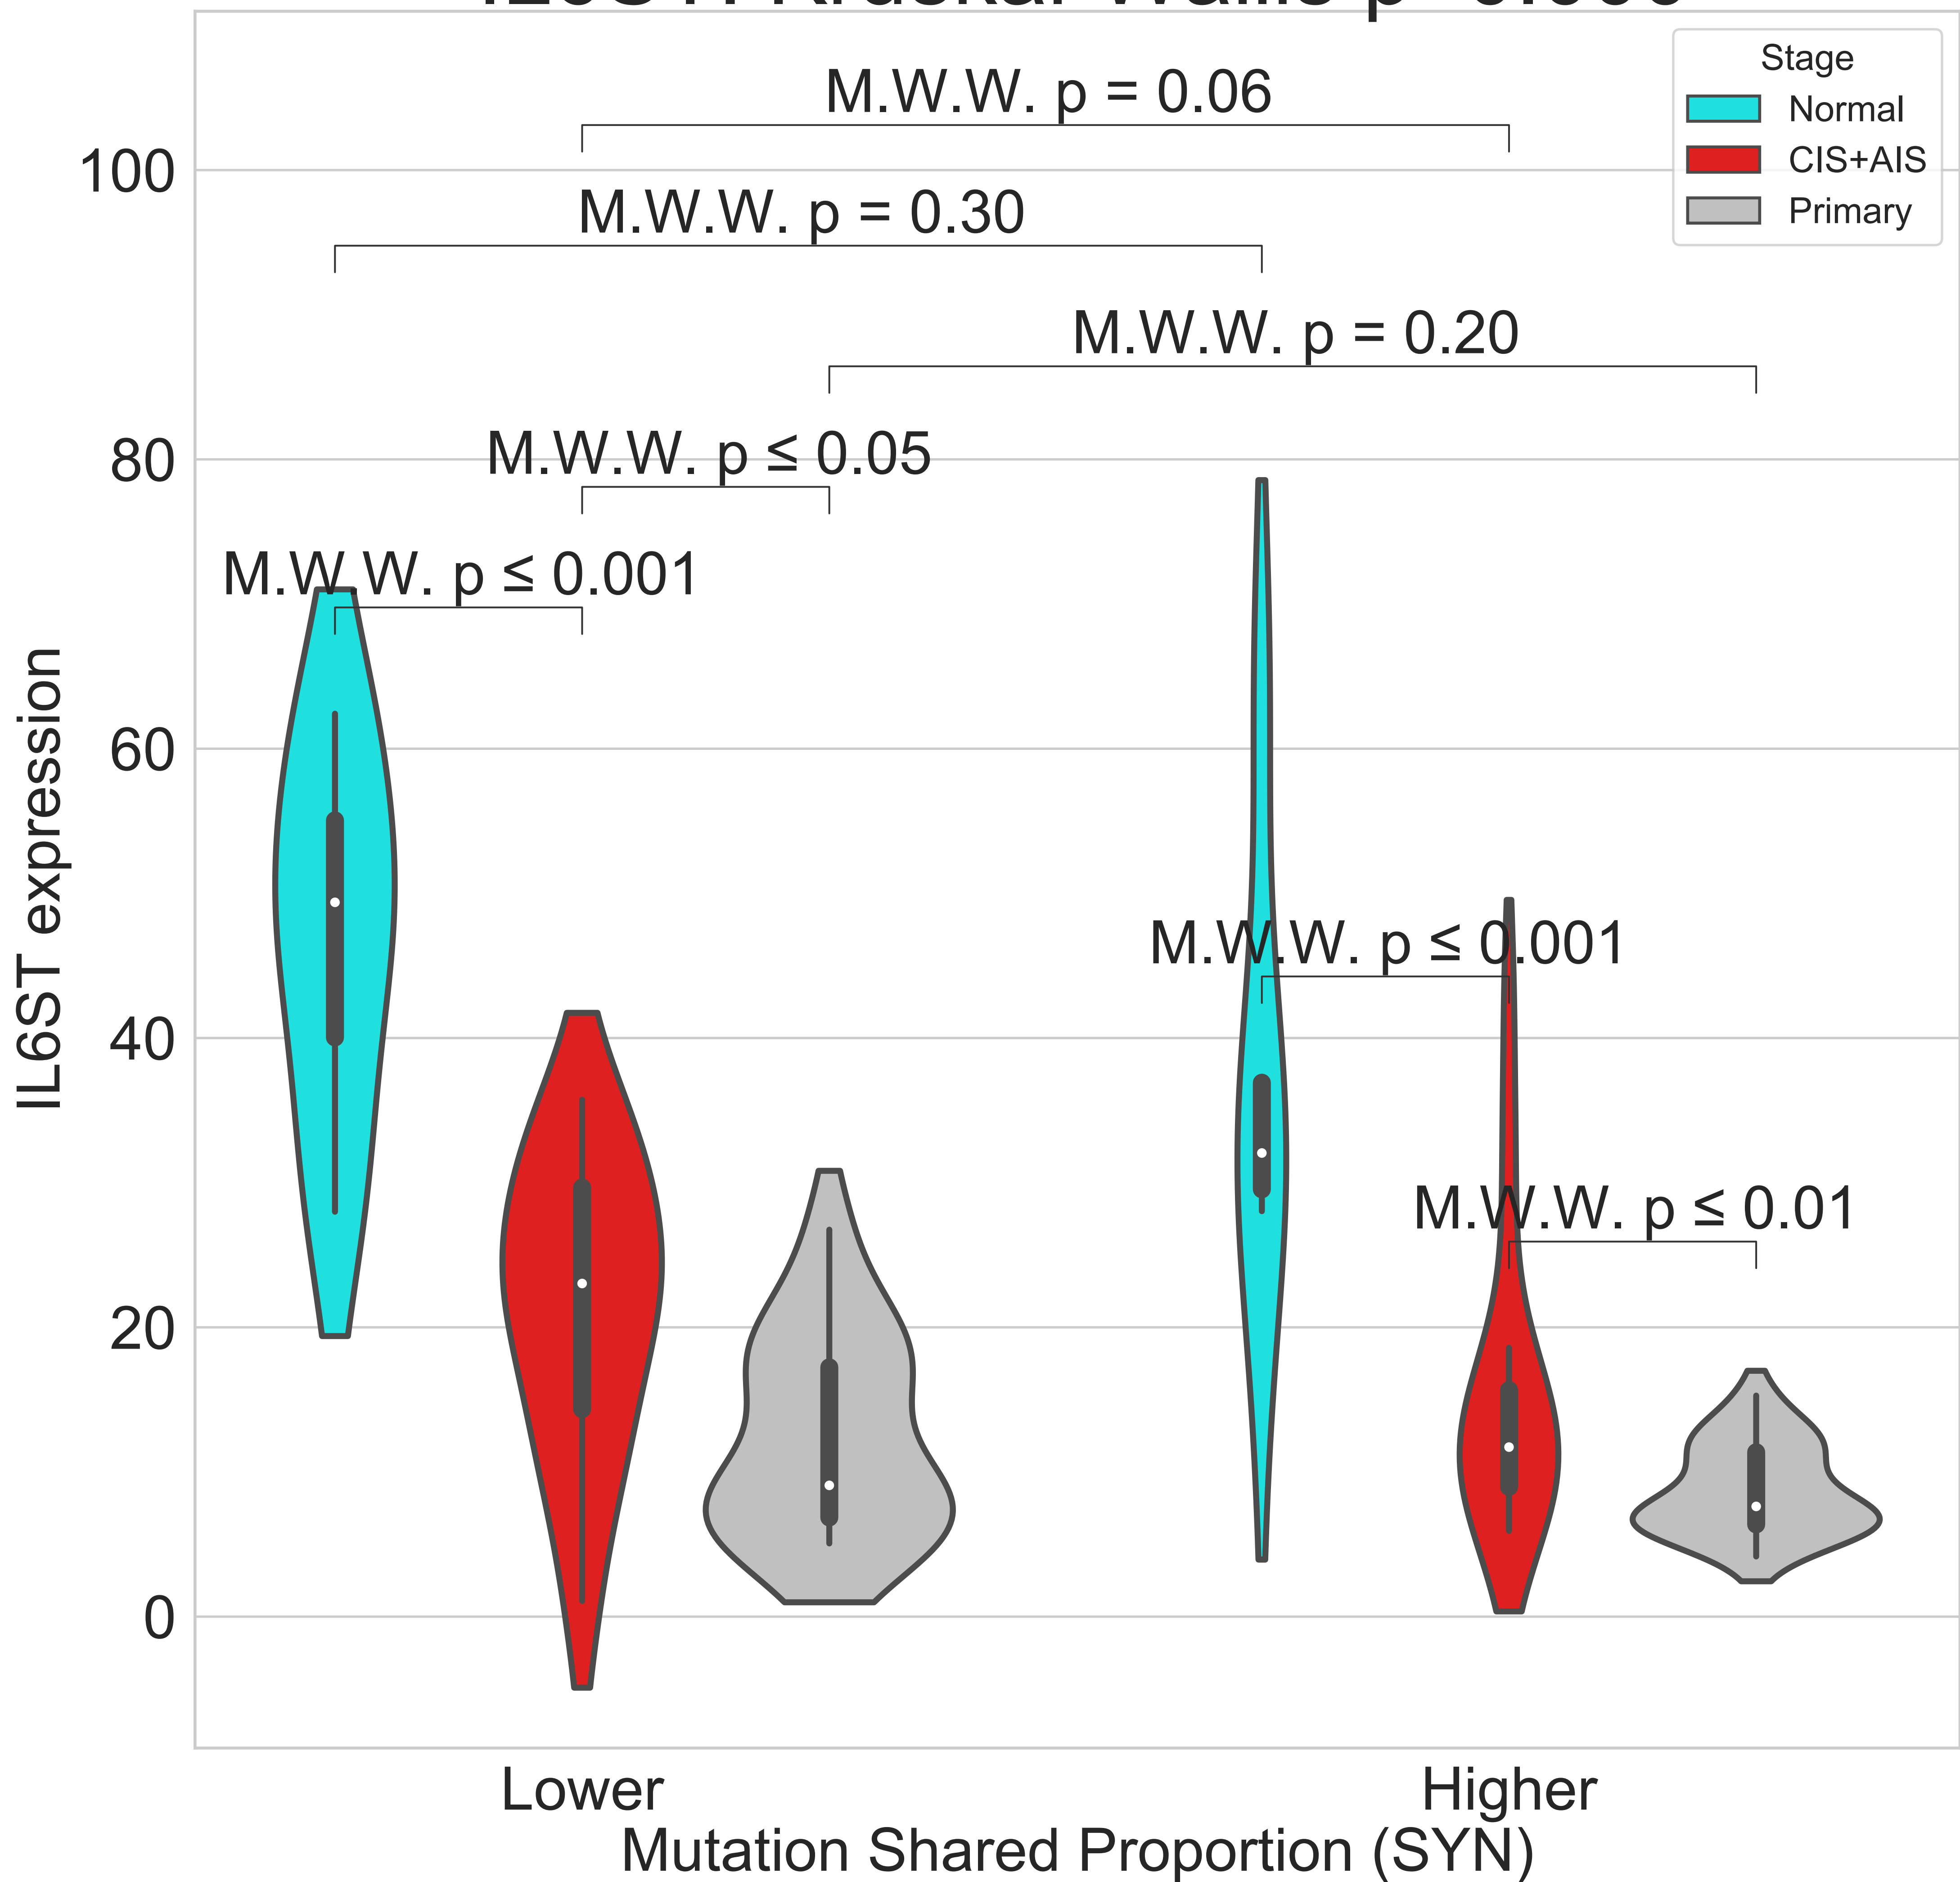 Stage
Normal
CIS+AIS
Primary
M.W.W. p = 0.06
M.W.W. p = 0.30
M.W.W. p = 0.20
M.W.W. p ≤ 0.05
M.W.W. p ≤ 0.001
M.W.W. p ≤ 0.001
M.W.W. p ≤ 0.01
100
80
60
40
20
0
IL6ST expression
Lower
Higher
Mutation Shared Proportion (SYN)